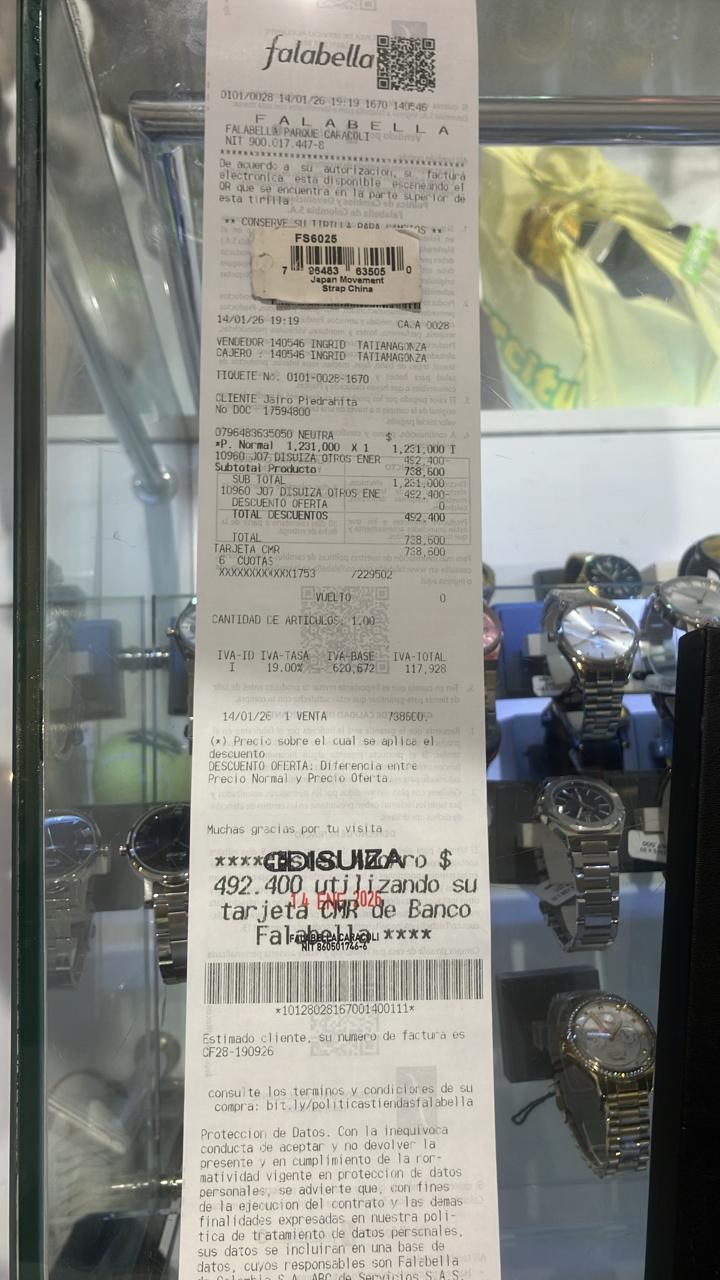 falabella
0101/0028 14/01/26 19:19 1670 140546
F A L A B E L L A
FALABELLA PARQUE CARACOLI
NIT 900.017.447-8
De acuerdo a su autorizacion, su factura
electronica esta disponible escaneando el
QR que se encuentra en la parte superior de
esta tirilla
** CONSERVE SU TIRILLA PARA CAMBIOS **
FS6025
7 96483 63505 0
Japan Movement
Strap China
14/01/26 19:19 CAJA 0028
VENDEDOR 140546 INGRID TATIANAGONZA
CAJERO : 140546 INGRID TATIANAGONZA
TIQUETE No. 0101-0028-1670
CLIENTE Jairo Piedrahita
No DOC 17594800
0796483635050 NEUTRA $
*P. Normal 1,231,000 X 1 1,231,000 I
10960 J07 DISUIZA OTROS ENER 492,400-
Subtotal Producto 738,600
SUB TOTAL 1,231,000
10960 J07 DISUIZA OTROS ENE 492,400-
DESCUENTO OFERTA 0
TOTAL DESCUENTOS 492,400
TOTAL 738,600
TARJETA CMR 738,600
6 CUOTAS
XXXXXXXXXXXX1753 /229502
VUELTO 0
CANTIDAD DE ARTICULOS: 1.00
IVA-ID IVA-TASA IVA-BASE IVA-TOTAL
I 19.00% 620,672 117,928
14/01/26 1 VENTA 738600
(*) Precio sobre el cual se aplica el
descuento
DESCUENTO OFERTA: Diferencia entre
Precio Normal y Precio Oferta.
Muchas gracias por tu visita
DISUIZA
**** $
492.400 utilizando su
14 ENE 2026
tarjeta CMR de Banco
Falabella ****
FALABELLA CARACOLI
NIT 860501746-6
*10128028167001400111*
Estimado cliente, su numero de factura es
CF28-190926
consulte los terminos y condiciones de su
compra: bit.ly/politicastiendasfalabella
Proteccion de Datos. Con la inequivoca
conducta de aceptar y no devolver la
presente y en cumplimiento de la nor-
matividad vigente en proteccion de datos
personales, se advierte que, con fines
de la ejecucion del contrato y las demas
finalidades expresadas en nuestra poli-
tica de tratamiento de datos personales,
sus datos se incluiran en una base de
datos, cuyos responsables son Falabella
de Colombia S.A. ABC de Servicios S.A.S.